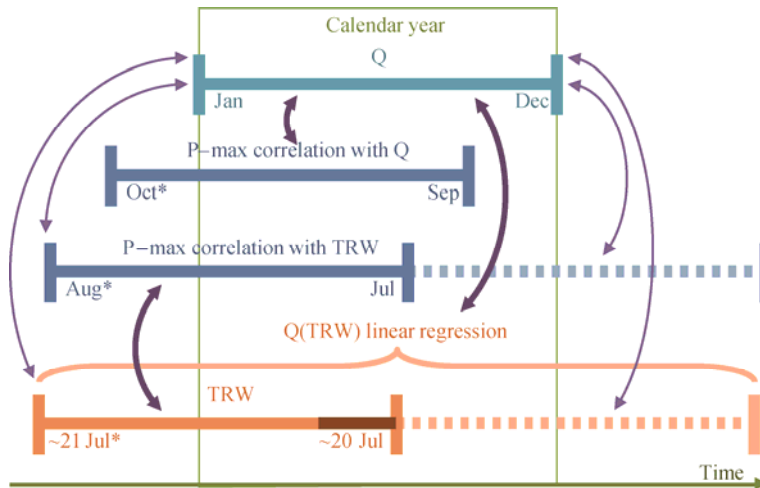 Calendar year
Q
Jan
Dec
P-max correlation with Q
Oct*
Sep
P-max correlation with TRW
Aug*
Jul
Q(TRW) linear regression
TRW
~21 Jul*
~20 Jul
Time